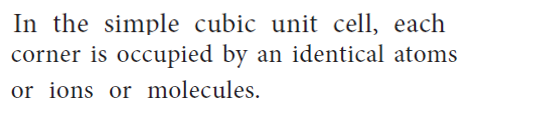 In the simple cubic unit cell, each
corner is occupied by an identical atoms
or ions or molecules.